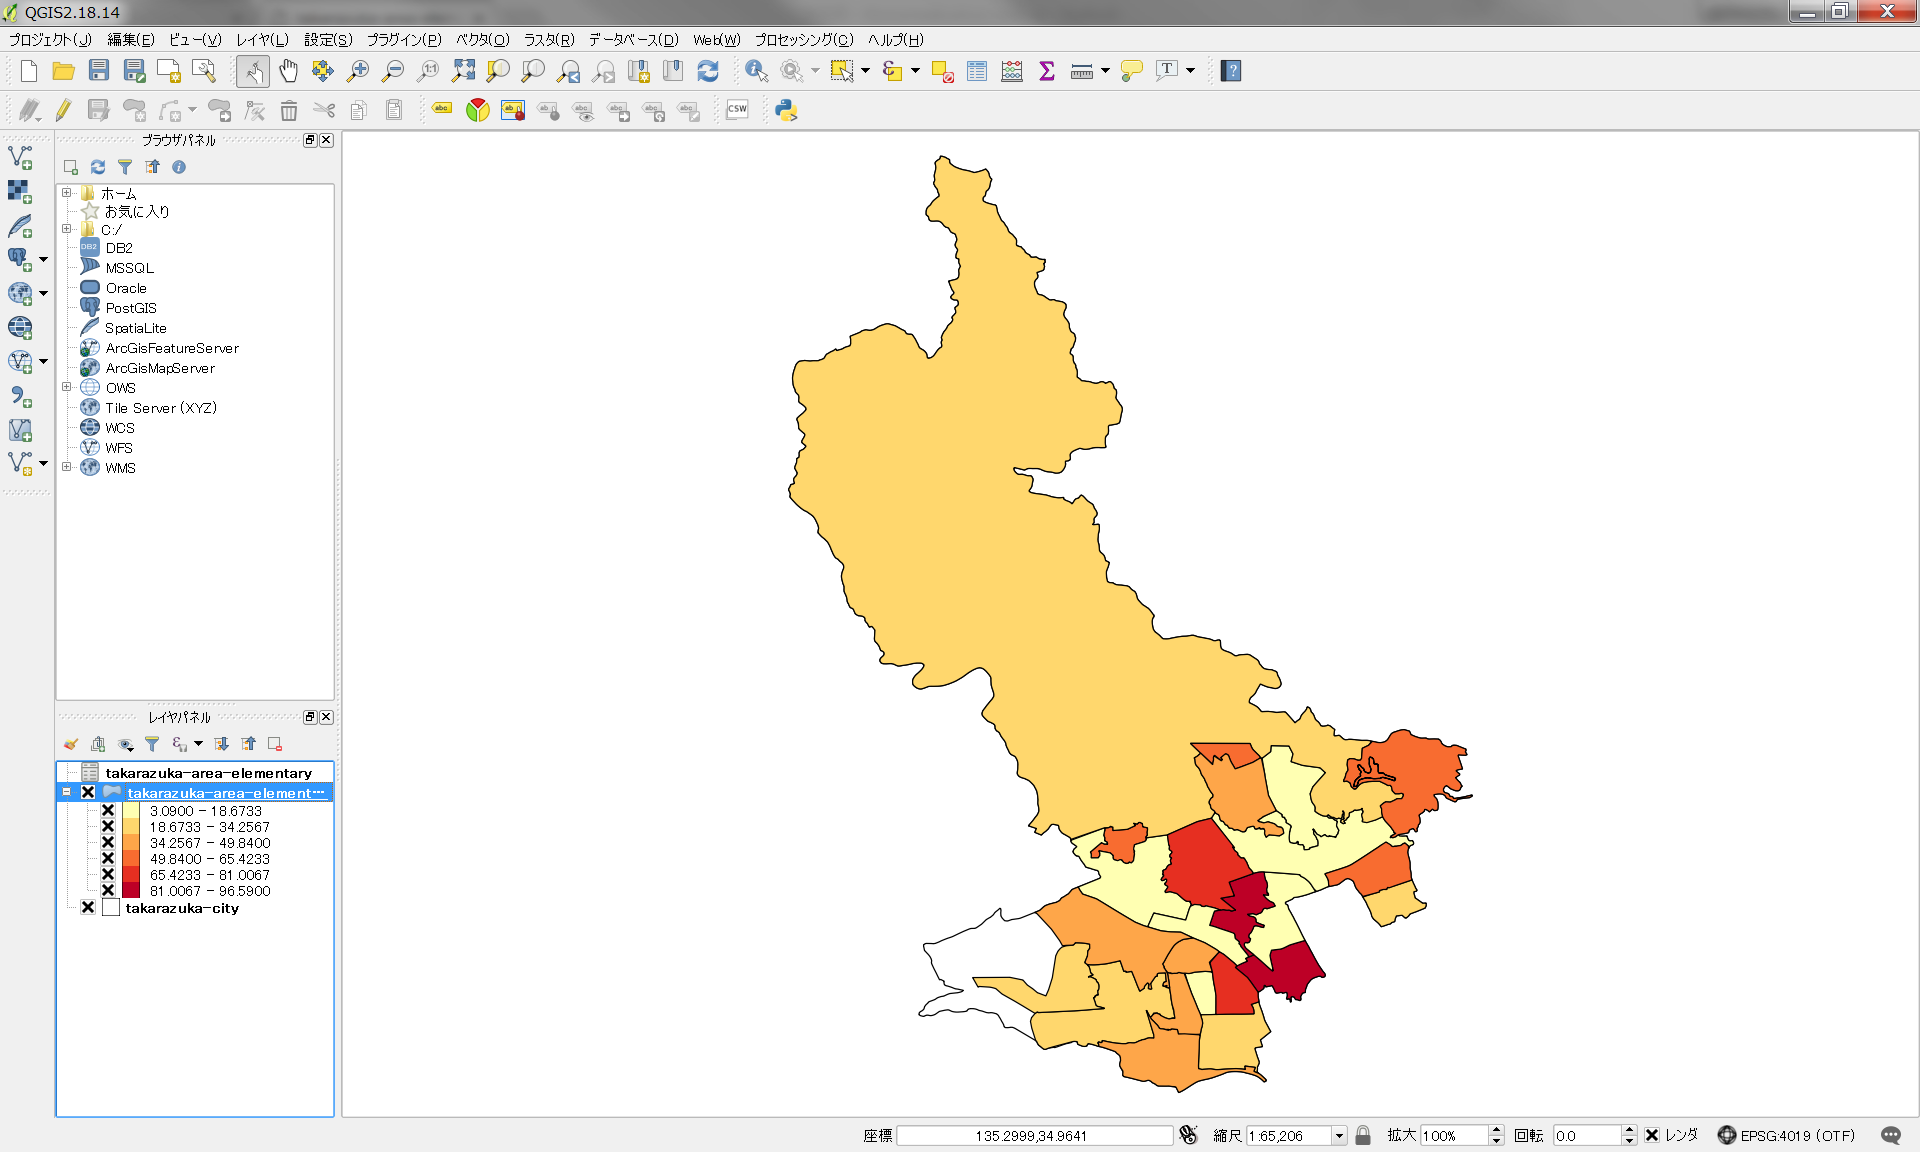 QGIS2.18.14
プロジェクト(J) 編集(E) ビュー(V) レイヤ(L) 設定(S) プラグイン(P) ベクタ(O) ラスタ(R) データベース(D) Web(W) プロセッシング(C) ヘルプ(H)
ブラウザパネル
ホーム
お気に入り
C:/
DB2
DB2
MSSQL
Oracle
PostGIS
SpatiaLite
ArcGisFeatureServer
ArcGisMapServer
OWS
Tile Server (XYZ)
WCS
WFS
WMS
レイヤパネル
takarazuka-area-elementary
takarazuka-area-element…
3.0900 - 18.6733
18.6733 - 34.2567
34.2567 - 49.8400
49.8400 - 65.4233
65.4233 - 81.0067
81.0067 - 96.5900
takarazuka-city
CSW
座標 135.2999,34.9641 縮尺 1:65,206 拡大 100% 回転 0.0 レンダ EPSG:4019 (OTF)